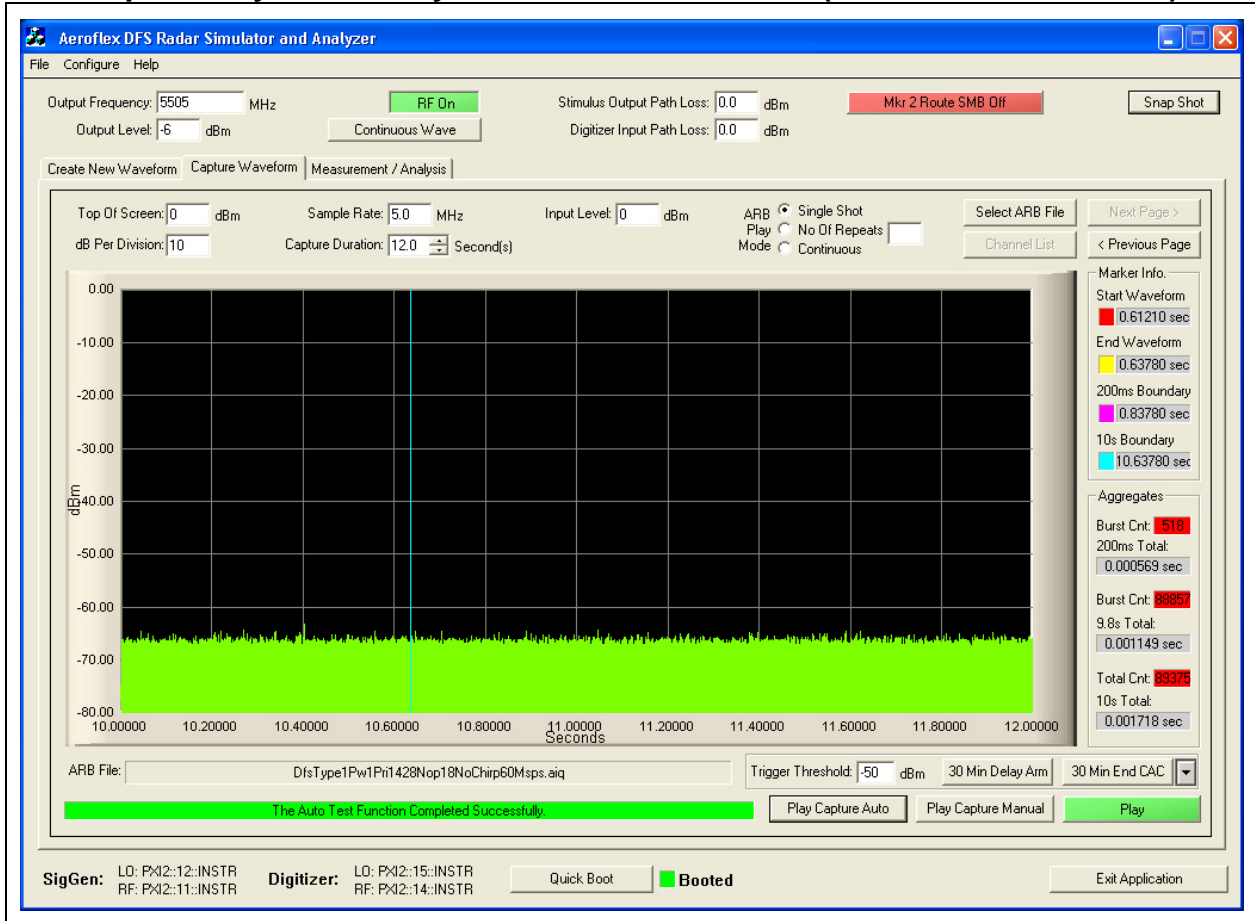 Aeroflex DFS Radar Simulator and Analyzer
File Configure Help
Output Frequency: 5505 MHz
RF On
Stimulus Output Path Loss: 0.0 dBm
Mkr 2 Route SMB Off
Snap Shot
Output Level: -6 dBm
Continuous Wave
Digitizer Input Path Loss: 0.0 dBm
Create New Waveform Capture Waveform Measurement / Analysis
Top Of Screen: 0 dBm
Sample Rate: 5.0 MHz
Input Level: 0 dBm
ARB Play Mode
Single Shot
No Of Repeats
Continuous
Select ARB File
Next Page >
dB Per Division: 10
Capture Duration: 12.0 Second(s)
Channel List
< Previous Page
0.00
-10.00
-20.00
-30.00
-40.00
-50.00
-60.00
-70.00
-80.00
dBm
10.00000 10.20000 10.40000 10.60000 10.80000 11.00000 11.20000 11.40000 11.60000 11.80000 12.00000
Seconds
Marker Info.
Start Waveform
0.61210 sec
End Waveform
0.63780 sec
200ms Boundary
0.83780 sec
10s Boundary
10.63780 sec
Aggregates
Burst Cnt: 518
200ms Total:
0.000569 sec
Burst Cnt: 88857
9.8s Total:
0.001149 sec
Total Cnt: 89375
10s Total:
0.001718 sec
ARB File: DfsType1Pw1Pri1428Nop18NoChirp60Msps.aiq
Trigger Threshold: -50 dBm
30 Min Delay Arm
30 Min End CAC
The Auto Test Function Completed Successfully.
Play Capture Auto
Play Capture Manual
Play
SigGen: LO: PXI2::12::INSTR
RF: PXI2::11::INSTR
Digitizer: LO: PXI2::15::INSTR
RF: PXI2::14::INSTR
Quick Boot
Booted
Exit Application